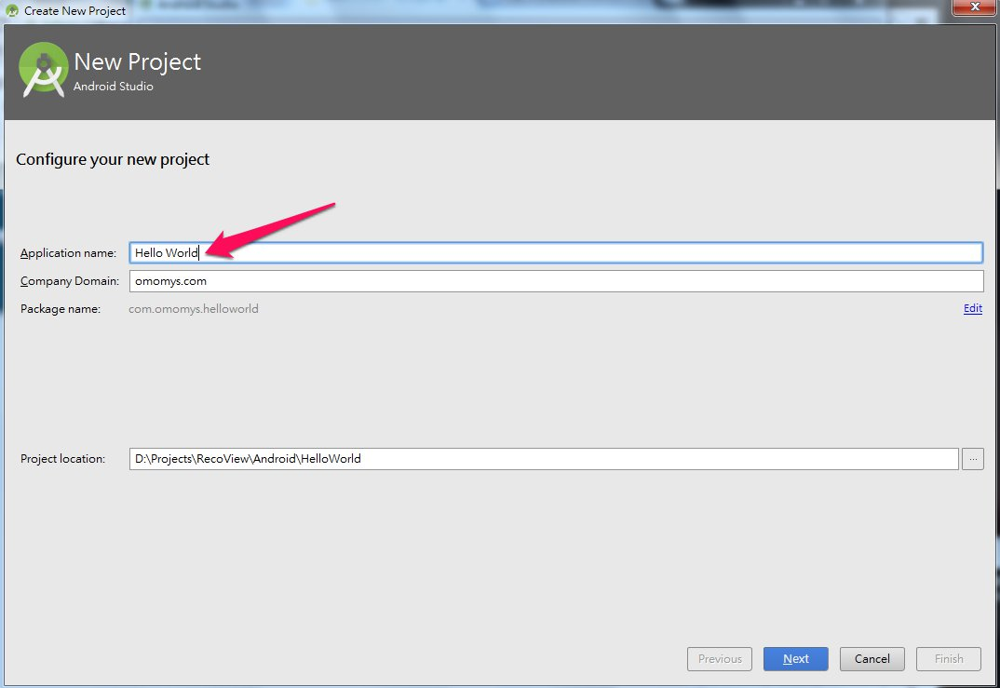 Create New Project
New Project
Android Studio
Configure your new project
Application name: Hello World
Company Domain: omomys.com
Package name: com.omomys.helloworld Edit
Project location: D:\Projects\RecoView\Android\HelloWorld ...
Previous Next Cancel Finish